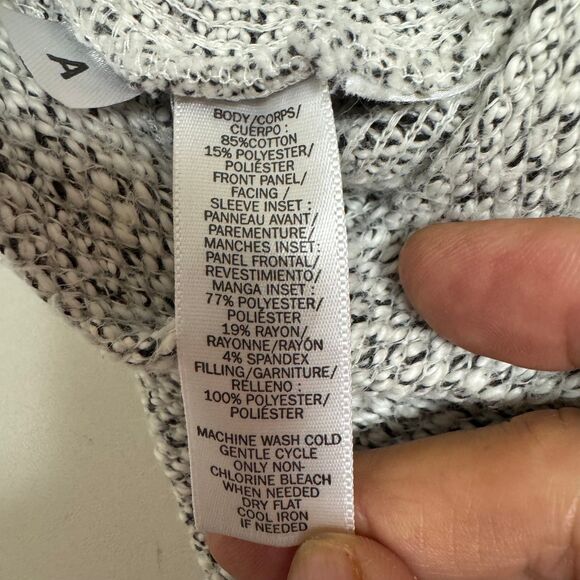 A
BODY/CORPS/
CUERPO :
85%COTTON
15% POLYESTER/
POLIÉSTER
FRONT PANEL/
FACING /
SLEEVE INSET :
PANNEAU AVANT/
PAREMENTURE/
MANCHES INSET :
PANEL FRONTAL/
REVESTIMIENTO/
MANGA INSET :
77% POLYESTER/
POLIÉSTER
19% RAYON/
RAYONNE/RAYÓN
4% SPANDEX
FILLING/GARNITURE/
RELLENO :
100% POLYESTER/
POLIÉSTER
MACHINE WASH COLD
GENTLE CYCLE
ONLY NON-
CHLORINE BLEACH
WHEN NEEDED
DRY FLAT
COOL IRON
IF NEEDED